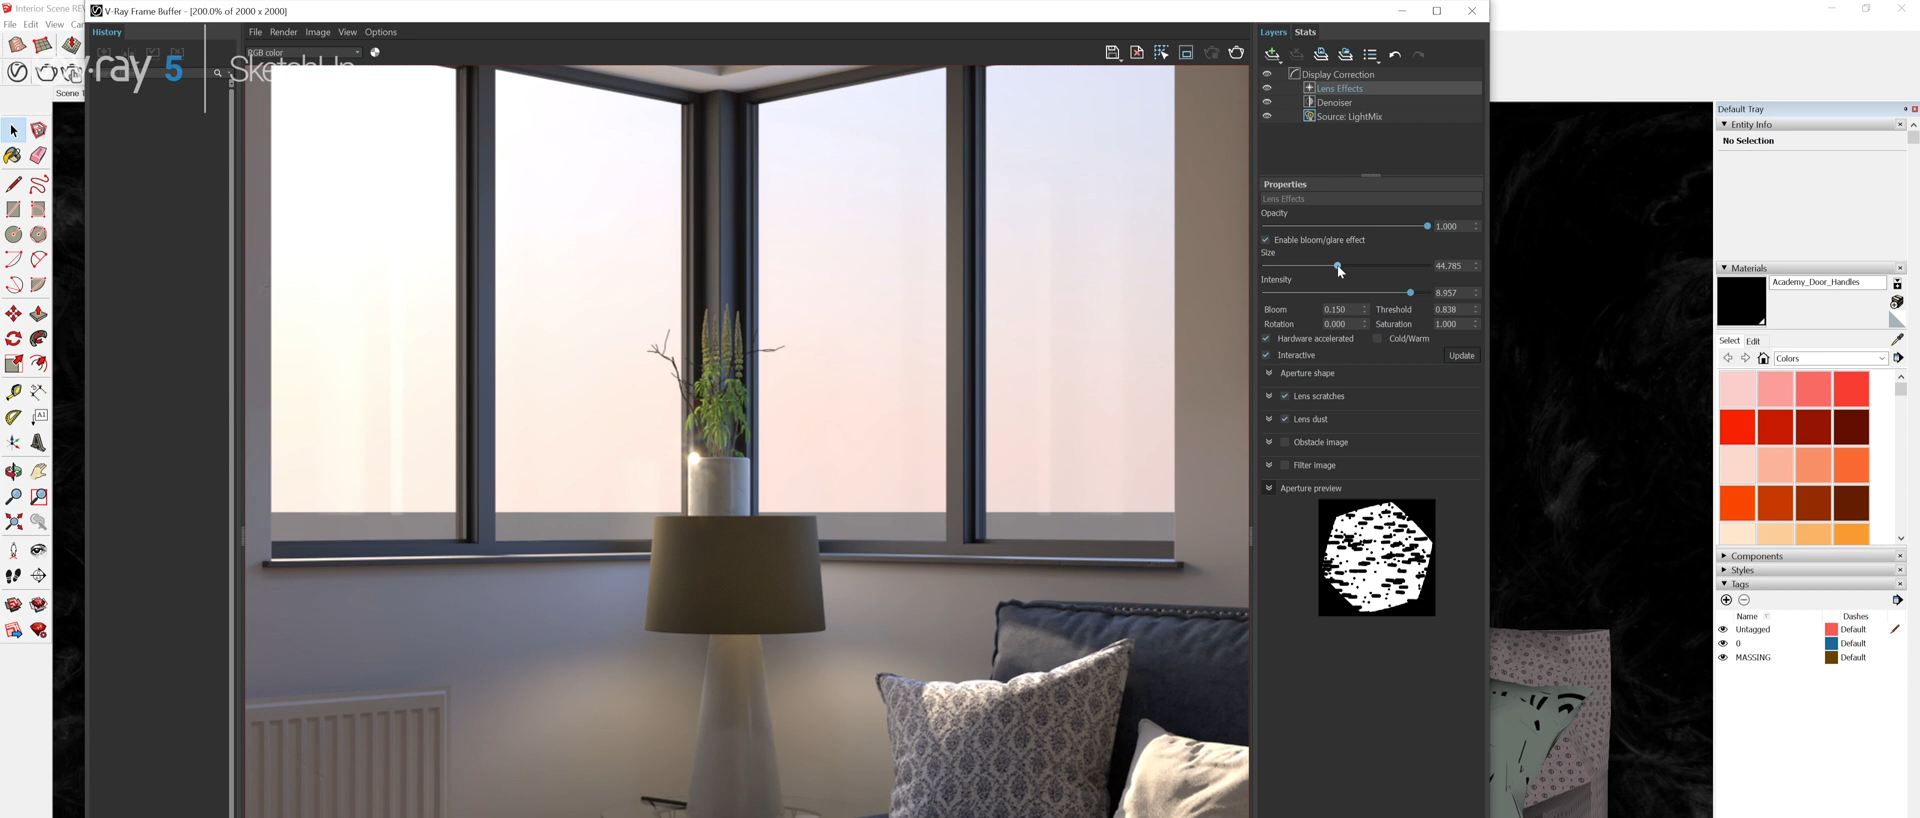 Interior Scene RE
File Edit View Ca
Scene 1
V-Ray Frame Buffer - [200.0% of 2000 x 2000]
History
v·ray 5 SketchUp
File Render Image View Options
RGB color
Layers Stats
Display Correction
Lens Effects
Denoiser
Source: LightMix
Properties
Lens Effects
Opacity
1.000
Enable bloom/glare effect
Size
44.785
Intensity
8.957
Bloom 0.150 Threshold 0.838
Rotation 0.000 Saturation 1.000
Hardware accelerated Cold/Warm
Interactive Update
Aperture shape
Lens scratches
Lens dust
Obstacle image
Filter image
Aperture preview
Default Tray
Entity Info
No Selection
Materials
Academy_Door_Handles
Select Edit
Colors
Components
Styles
Tags
Name Dashes
Untagged Default
0 Default
MASSING Default